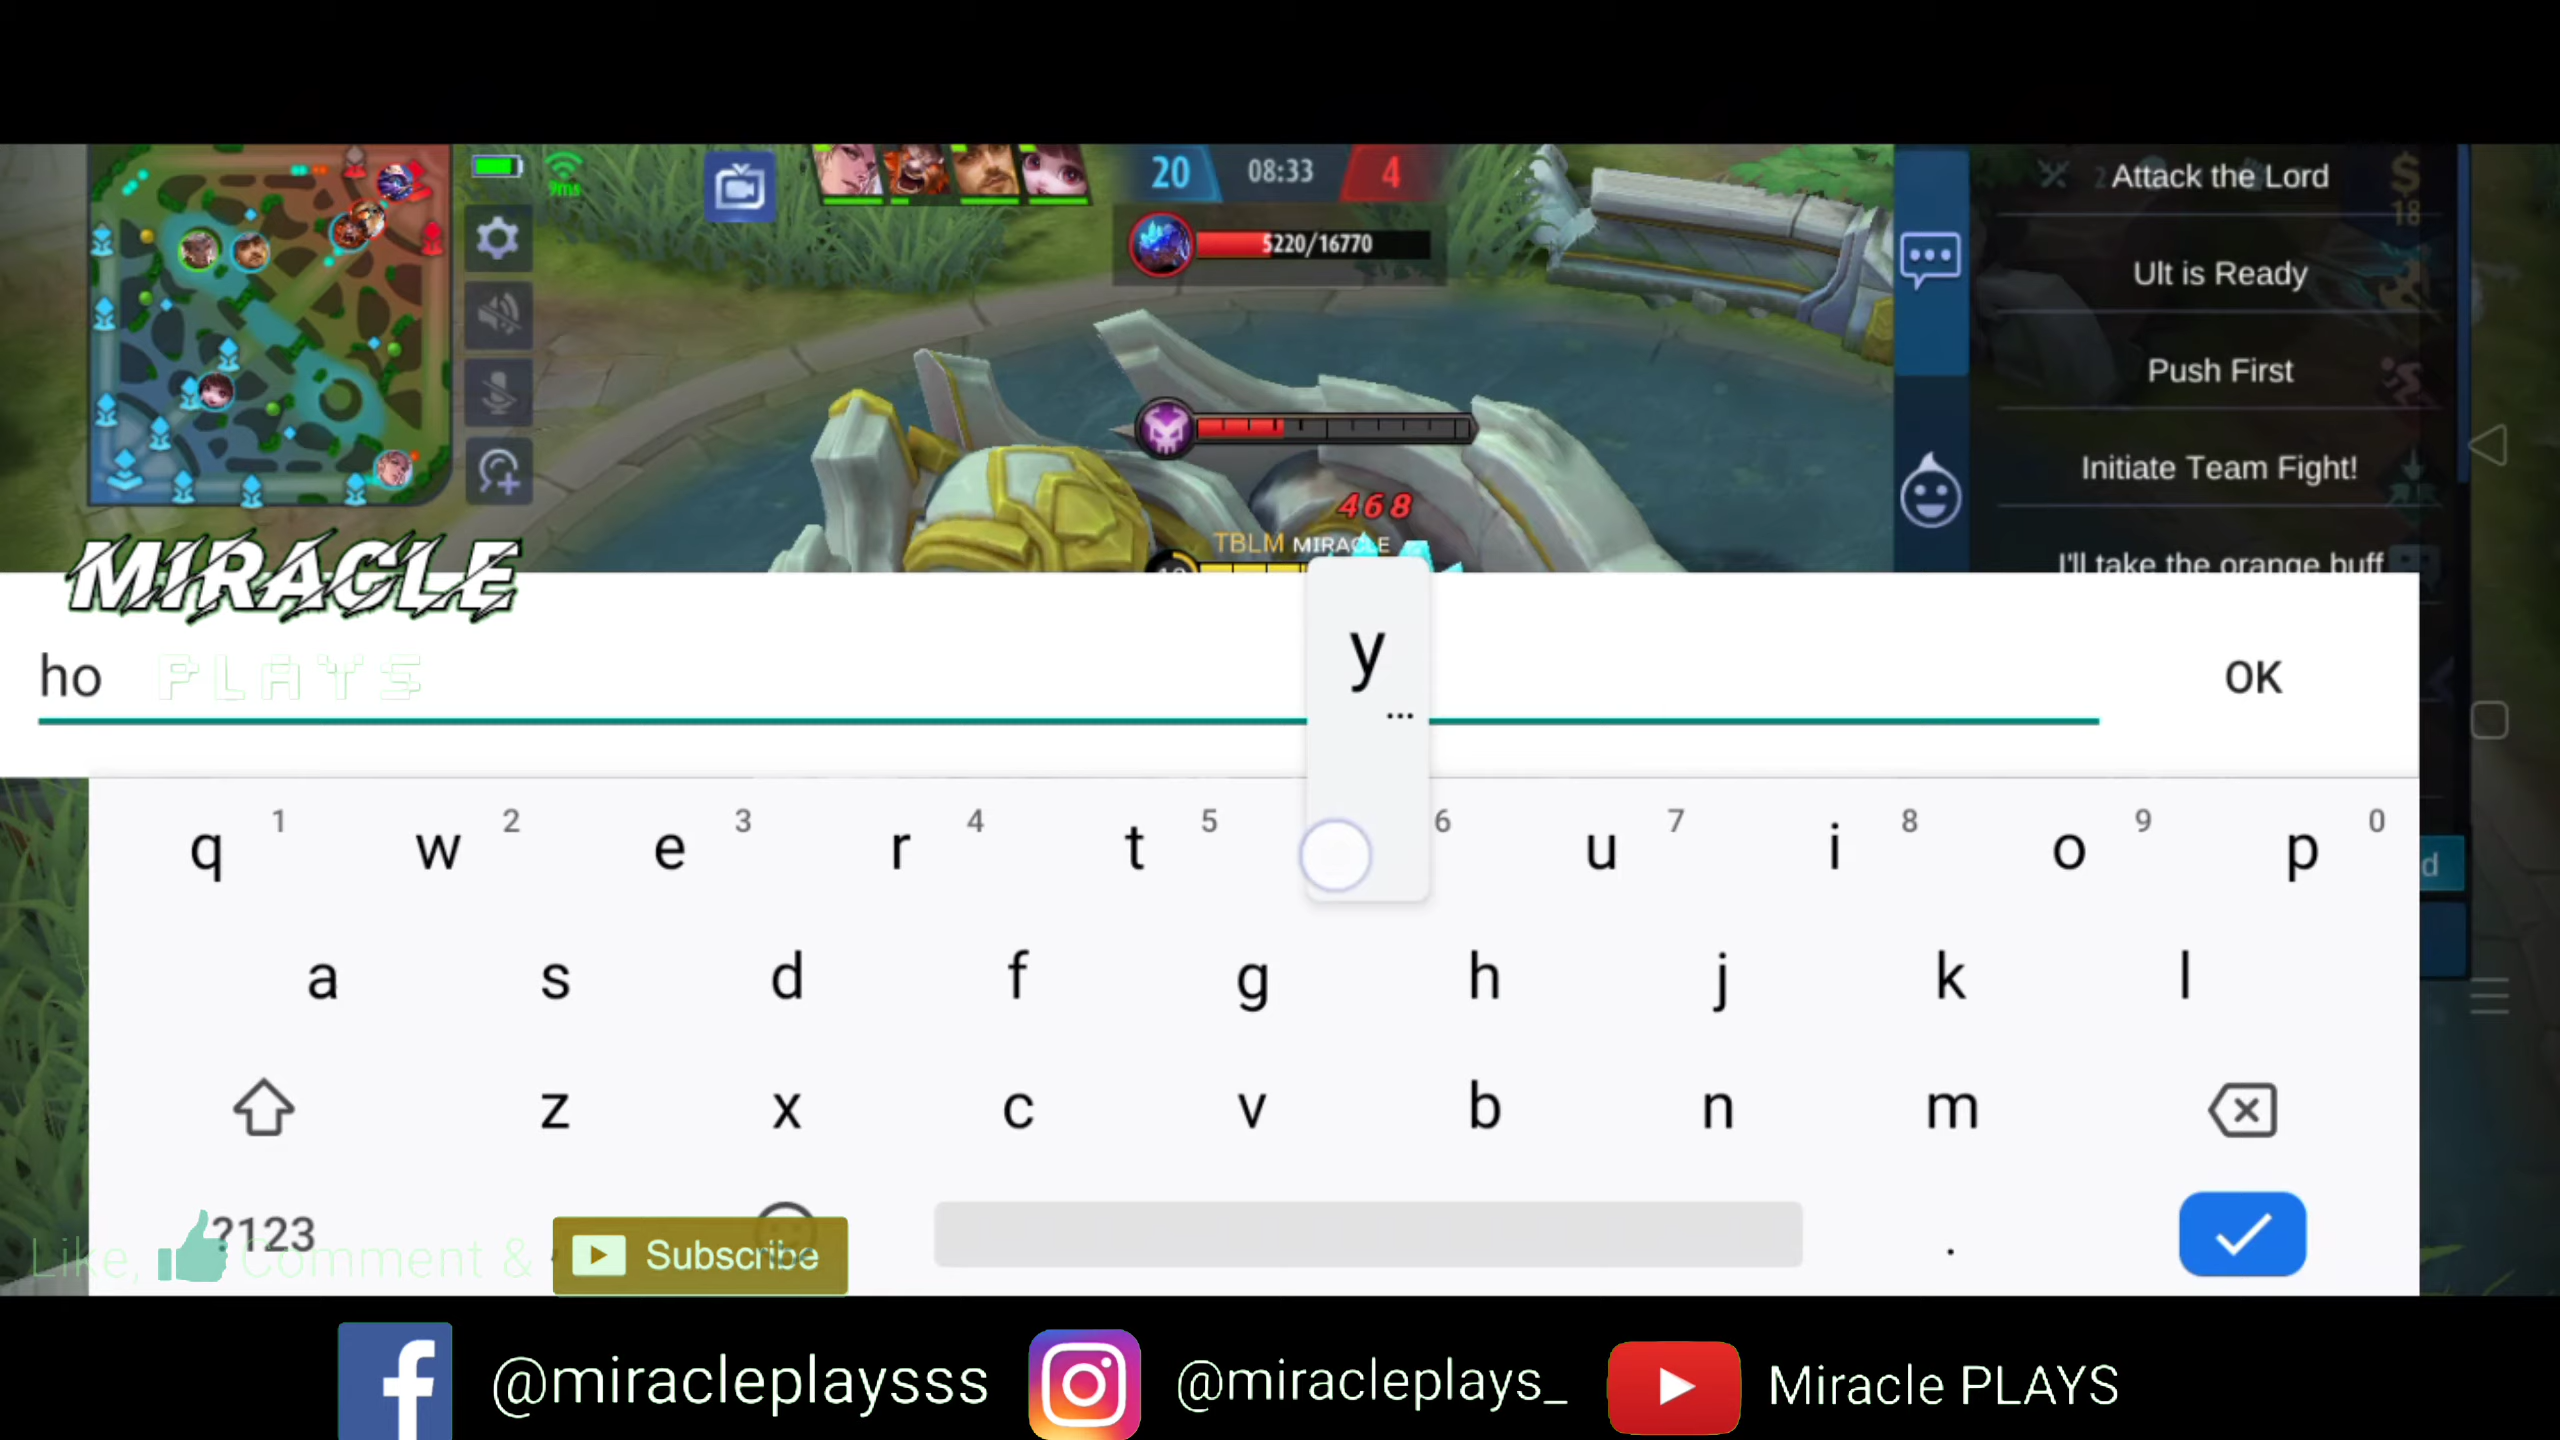 9ms
20 08:33 4
5220/16770
18
Attack the Lord
Ult is Ready
Push First
Initiate Team Fight!
I'll take the orange buff
468
TBLM MIRACLE
MIRACLE
PLAYS
ho
OK
y
...
q 1 w 2 e 3 r 4 t 5 6 u 7 i 8 o 9 p 0
d
a s d f g h j k l
z x c v b n m
?123 , .
Like, Comment & Subscribe
@miracleplaysss @miracleplays_ Miracle PLAYS